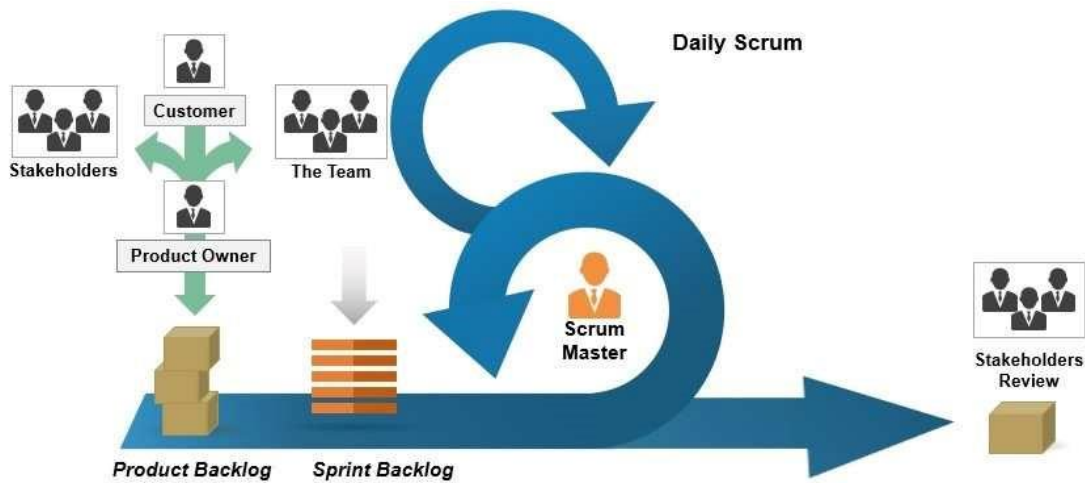 Daily Scrum
Customer
Stakeholders
The Team
Product Owner
Scrum
Master
Stakeholders
Review
Product Backlog
Sprint Backlog